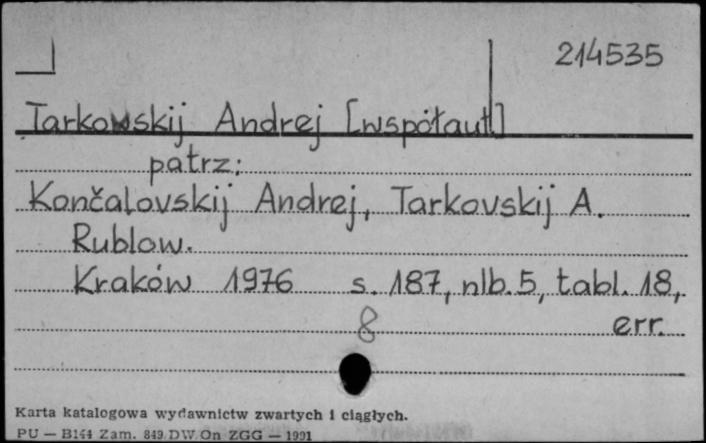 214535
Tarkowskij Andrej [współaut]
patrz:
Končalovskij Andrej, Tarkovskij A.
Rublow.
Kraków 1976 s. 187, nlb. 5, tabl. 18,
8 err.
Karta katalogowa wydawnictw zwartych i ciągłych.
PU — B144 Zam. 849 DW.On ZGG — 1991